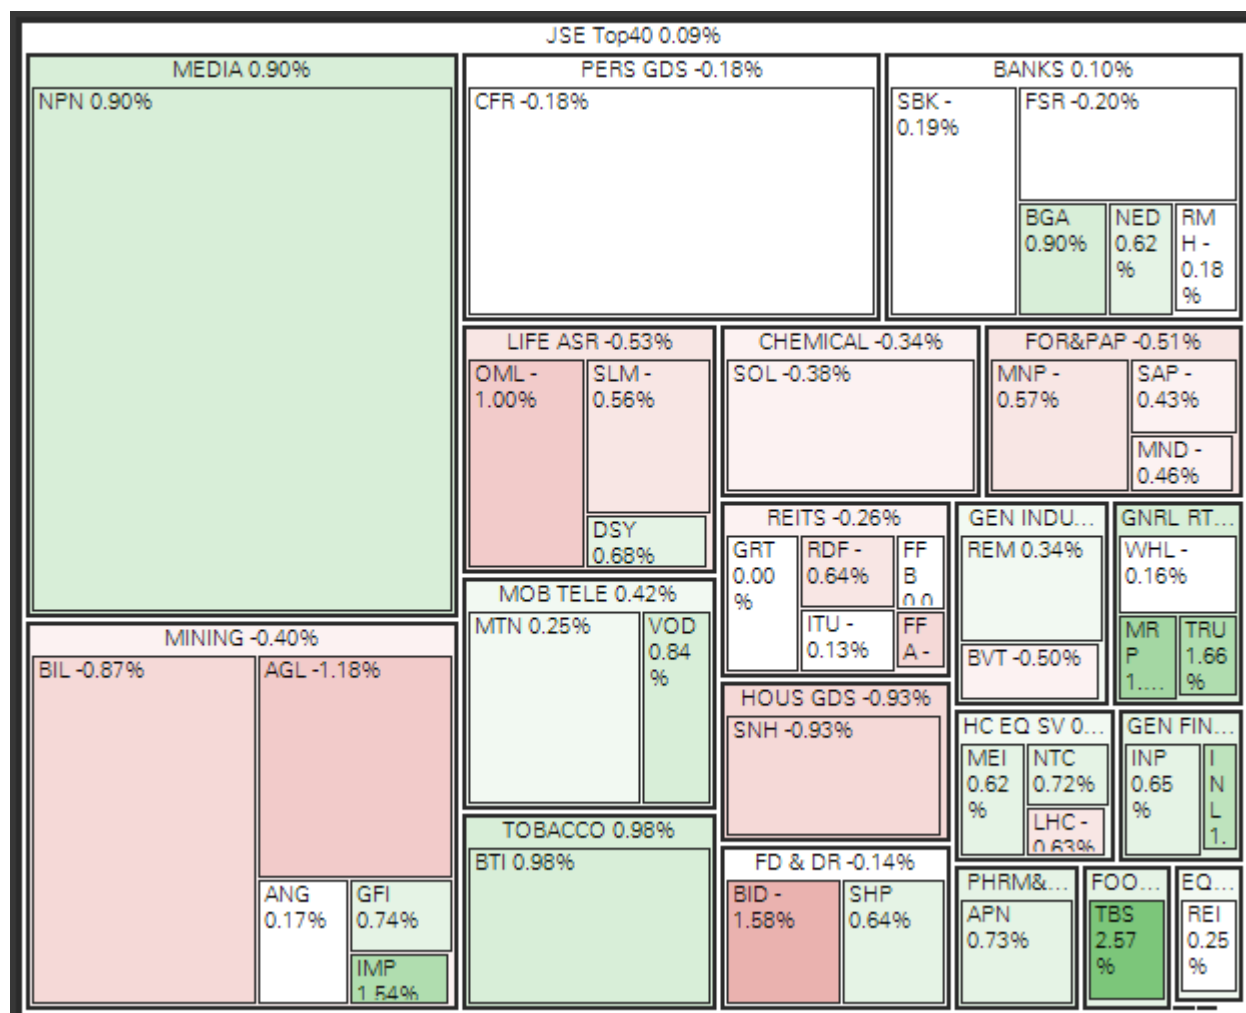 JSE Top40 0.09%
MEDIA 0.90%
NPN 0.90%
PERS GDS -0.18%
CFR -0.18%
BANKS 0.10%
SBK -
0.19%
FSR -0.20%
BGA
0.90%
NED
0.62
%
RM
H -
0.18
%
LIFE ASR -0.53%
OML -
1.00%
SLM -
0.56%
DSY
0.68%
CHEMICAL -0.34%
SOL -0.38%
FOR&PAP -0.51%
MNP -
0.57%
SAP -
0.43%
MND -
0.46%
REITS -0.26%
GRT
0.00
%
RDF -
0.64%
FF
B
0.0
ITU -
0.13%
FF
A -
GEN INDU...
REM 0.34%
BVT -0.50%
GNRL RT...
WHL -
0.16%
MR
P
1....
TRU
1.66
%
MOB TELE 0.42%
MTN 0.25%
VOD
0.84
%
MINING -0.40%
BIL -0.87%
AGL -1.18%
ANG
0.17%
GFI
0.74%
IMP
1.54%
HOUS GDS -0.93%
SNH -0.93%
HC EQ SV 0...
MEI
0.62
%
NTC
0.72%
LHC -
0.63%
GEN FIN...
INP
0.65
%
I
N
L
1.
TOBACCO 0.98%
BTI 0.98%
FD & DR -0.14%
BID -
1.58%
SHP
0.64%
PHRM&...
APN
0.73%
FOO...
TBS
2.57
%
EQ...
REI
0.25
%